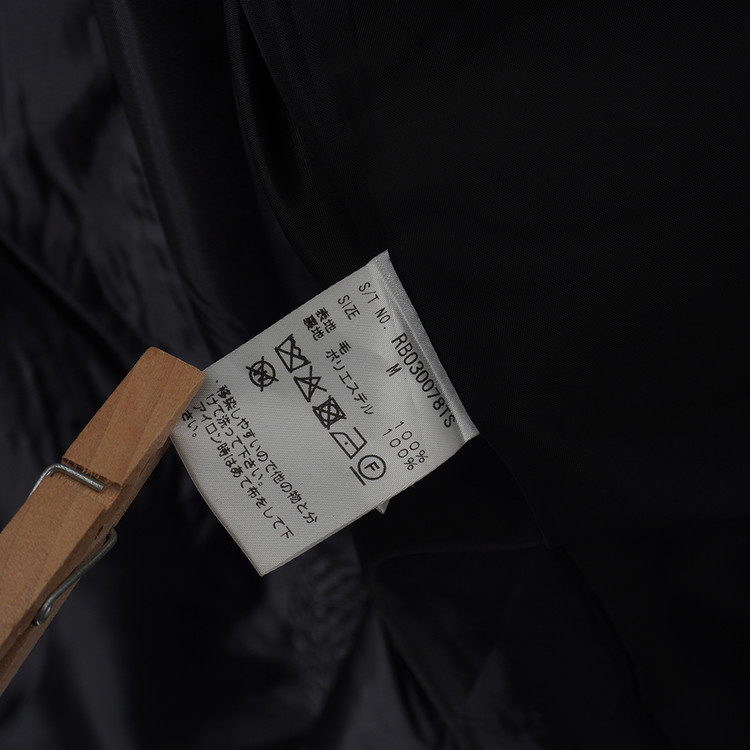 S/T NO. RB030078TS
SIZE M
表地 毛 100%
裏地 ポリエステル 100%
F
W
・移染しやすいので他の物と分
けて洗って下さい。
アイロン時はあて布をして下
さい。